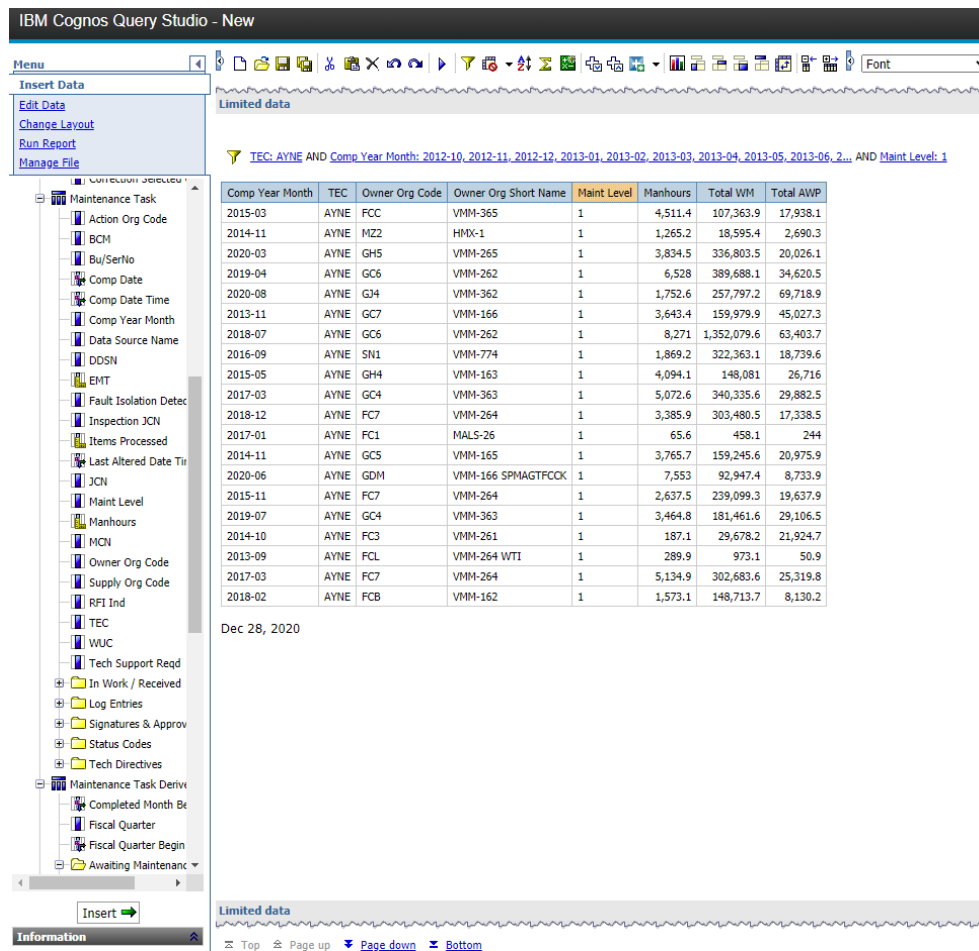 IBM Cognos Query Studio - New
Menu
Font
Insert Data
Edit Data
Change Layout
Run Report
Manage File
Correction Selected
Maintenance Task
Action Org Code
BCM
Bu/SerNo
Comp Date
Comp Date Time
Comp Year Month
Data Source Name
DDSN
EMT
Fault Isolation Detec
Inspection JCN
Items Processed
Last Altered Date Tir
JCN
Maint Level
Manhours
MCN
Owner Org Code
Supply Org Code
RFI Ind
TEC
WUC
Tech Support Reqd
In Work / Received
Log Entries
Signatures & Approv
Status Codes
Tech Directives
Maintenance Task Derive
Completed Month Be
Fiscal Quarter
Fiscal Quarter Begin
Awaiting Maintenanc
Insert
Information
Limited data
TEC: AYNE AND Comp Year Month: 2012-10, 2012-11, 2012-12, 2013-01, 2013-02, 2013-03, 2013-04, 2013-05, 2013-06, 2... AND Maint Level: 1
Comp Year Month TEC Owner Org Code Owner Org Short Name Maint Level Manhours Total WM Total AWP
2015-03 AYNE FCC VMM-365 1 4,511.4 107,363.9 17,938.1
2014-11 AYNE MZ2 HMX-1 1 1,265.2 18,595.4 2,690.3
2020-03 AYNE GH5 VMM-265 1 3,834.5 336,803.5 20,026.1
2019-04 AYNE GC6 VMM-262 1 6,528 389,688.1 34,620.5
2020-08 AYNE GJ4 VMM-362 1 1,752.6 257,797.2 69,718.9
2013-11 AYNE GC7 VMM-166 1 3,643.4 159,979.9 45,027.3
2018-07 AYNE GC6 VMM-262 1 8,271 1,352,079.6 63,403.7
2016-09 AYNE SN1 VMM-774 1 1,869.2 322,363.1 18,739.6
2015-05 AYNE GH4 VMM-163 1 4,094.1 148,081 26,716
2017-03 AYNE GC4 VMM-363 1 5,072.6 340,335.6 29,882.5
2018-12 AYNE FC7 VMM-264 1 3,385.9 303,480.5 17,338.5
2017-01 AYNE FC1 MALS-26 1 65.6 458.1 244
2014-11 AYNE GC5 VMM-165 1 3,765.7 159,245.6 20,975.9
2020-06 AYNE GDM VMM-166 SPMAGTFCCK 1 7,553 92,947.4 8,733.9
2015-11 AYNE FC7 VMM-264 1 2,637.5 239,099.3 19,637.9
2019-07 AYNE GC4 VMM-363 1 3,464.8 181,461.6 29,106.5
2014-10 AYNE FC3 VMM-261 1 187.1 29,678.2 21,924.7
2013-09 AYNE FCL VMM-264 WTI 1 289.9 973.1 50.9
2017-03 AYNE FC7 VMM-264 1 5,134.9 302,683.6 25,319.8
2018-02 AYNE FCB VMM-162 1 1,573.1 148,713.7 8,130.2
Dec 28, 2020
Limited data
Top Page up Page down Bottom